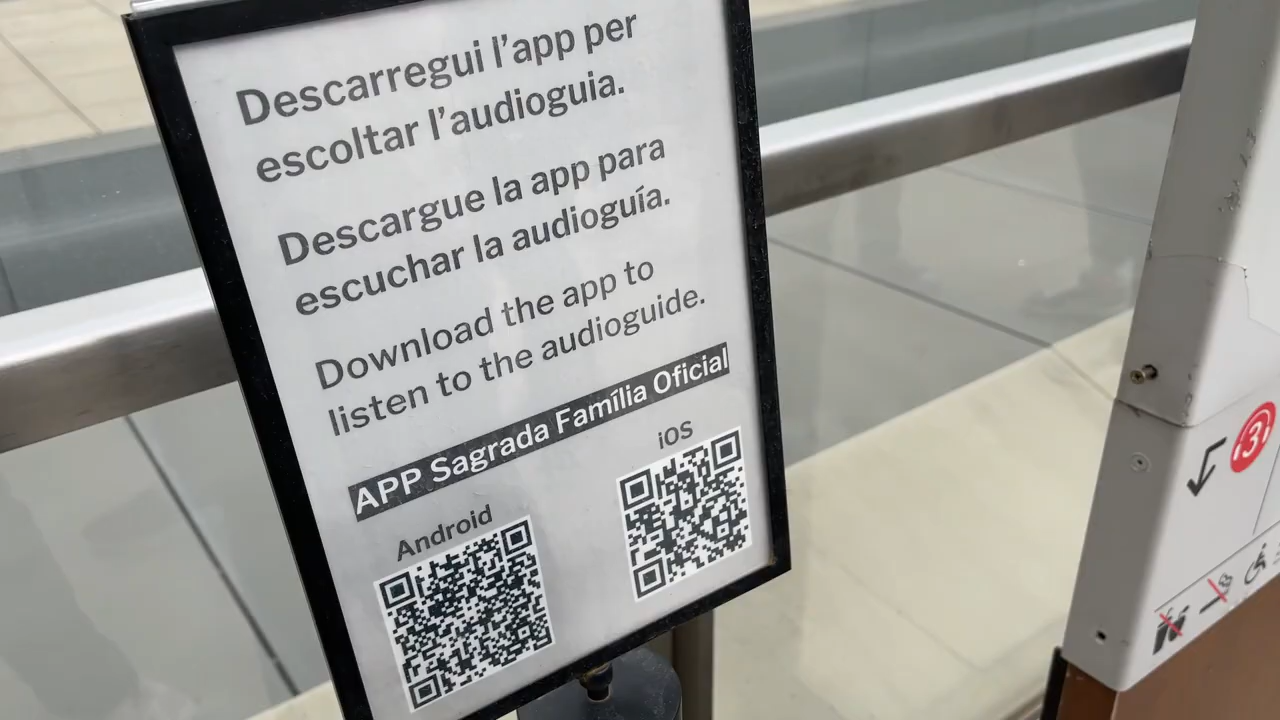 Descarregui l'app per
escoltar l'audioguia.
Descargue la app para
escuchar la audioguía.
Download the app to
listen to the audioguide.
APP Sagrada Família Oficial
Android
iOS
3